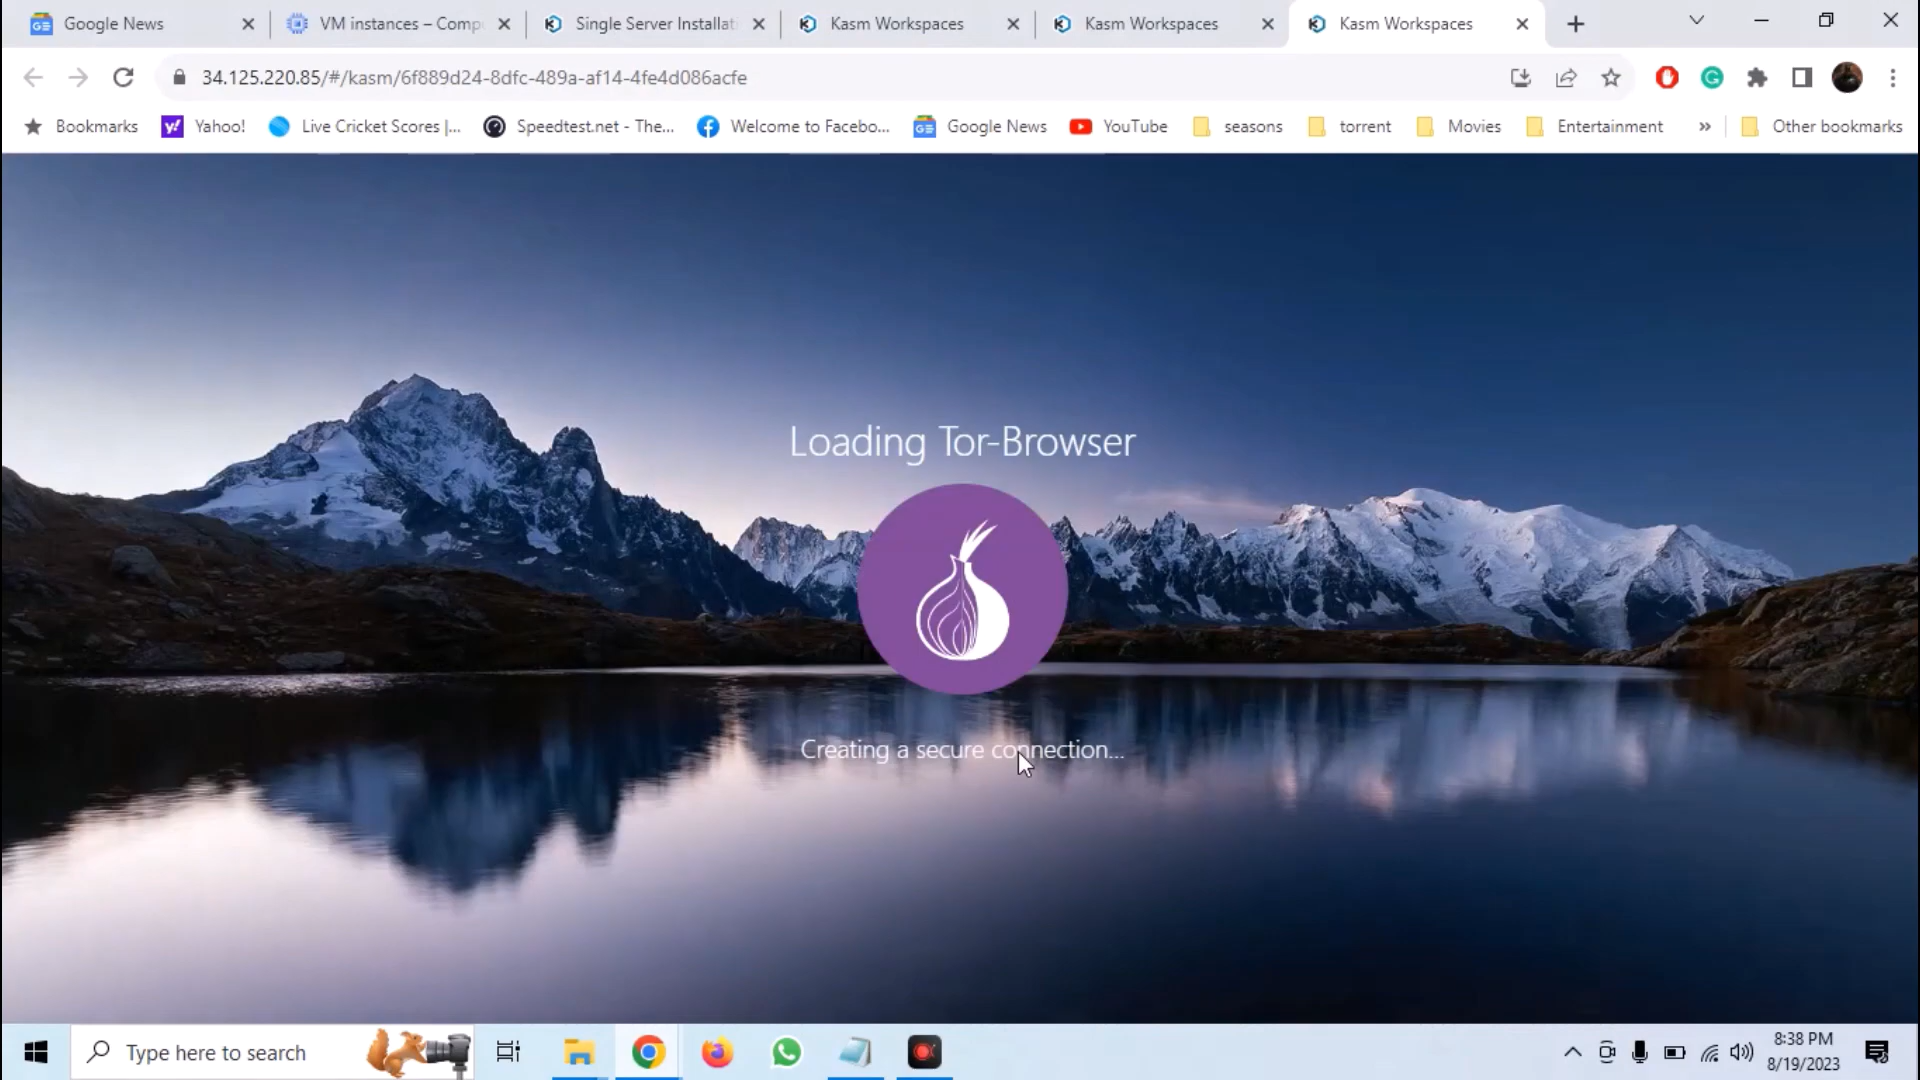 Google News
VM instances – Comp
Single Server Installat
Kasm Workspaces
Kasm Workspaces
Kasm Workspaces
34.125.220.85/#/kasm/6f889d24-8dfc-489a-af14-4fe4d086acfe
Bookmarks
Yahoo!
Live Cricket Scores |...
Speedtest.net - The...
Welcome to Facebo...
Google News
YouTube
seasons
torrent
Movies
Entertainment
»
Other bookmarks
Loading Tor-Browser
Creating a secure connection...
Type here to search
8:38 PM
8/19/2023